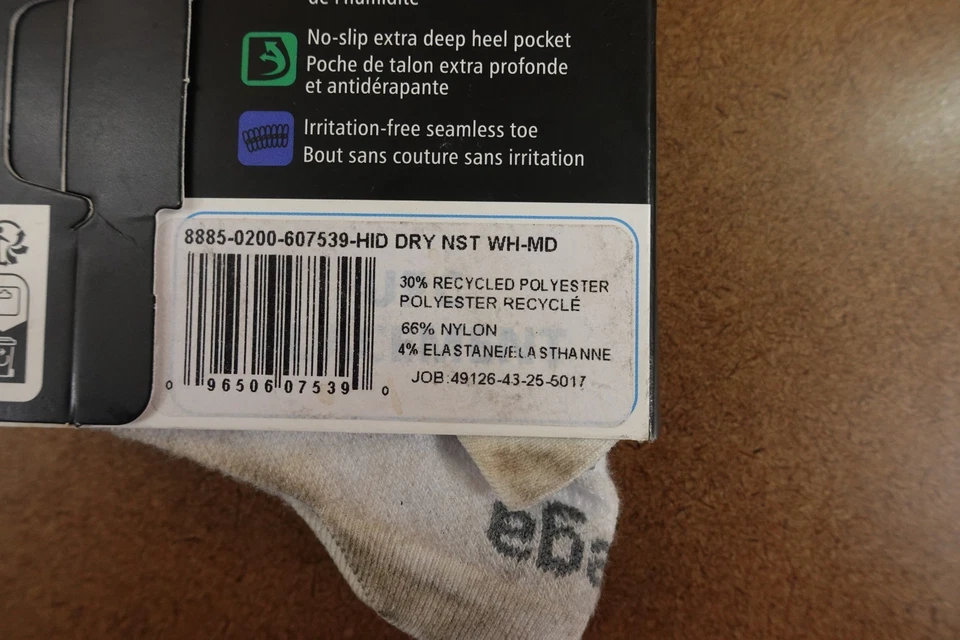 de l'humidité
No-slip extra deep heel pocket
Poche de talon extra profonde
et antidérapante
Irritation-free seamless toe
Bout sans couture sans irritation
8885-0200-607539-HID DRY NST WH-MD
30% RECYCLED POLYESTER
POLYESTER RECYCLÉ
66% NYLON
4% ELASTANE/ELASTHANNE
JOB:49126-43-25-5017
0 96506 07539 0